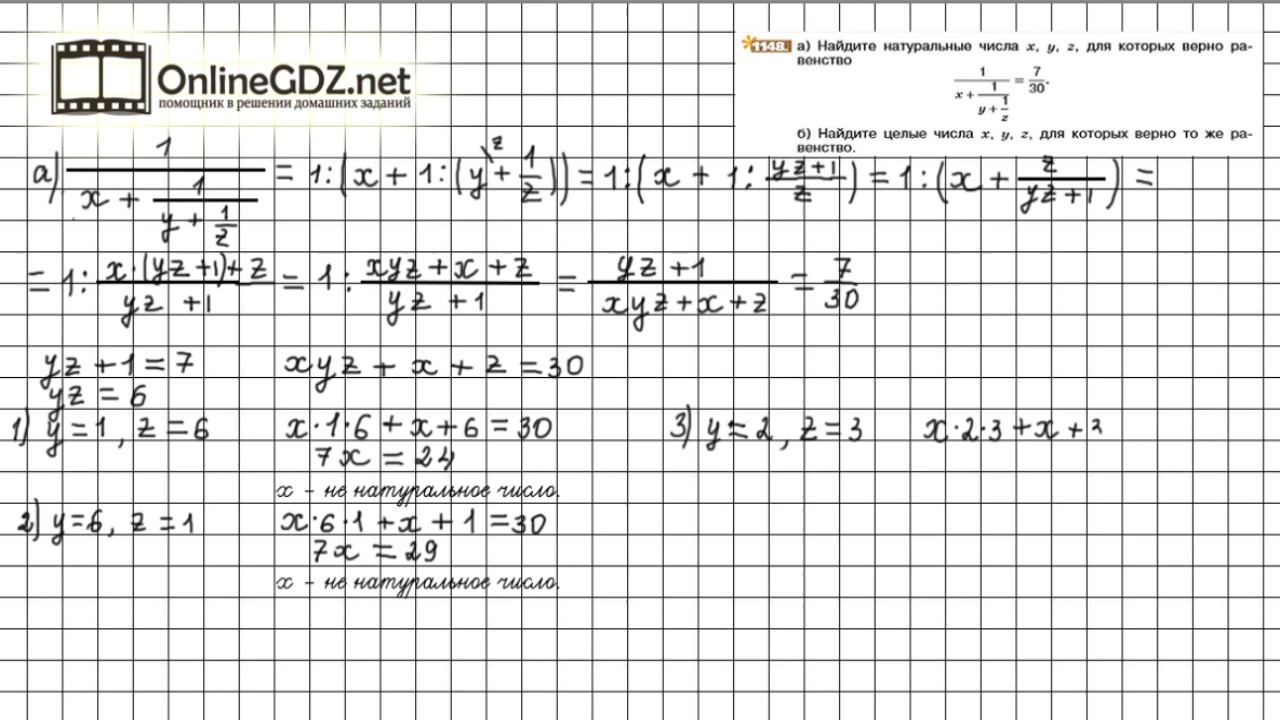 OnlineGDZ.net
помощник в решении домашних заданий
1148. а) Найдите натуральные числа x, y, z, для которых верно ра-
венство
1/(x + 1/(y + 1/z)) = 7/30.
б) Найдите целые числа x, y, z, для которых верно то же ра-
венство.
а) 1/(x + 1/(y + 1/z)) = 1 : (x + 1 : (y\z + 1/z)) = 1 : (x + 1 : (yz+1)/z) = 1 : (x + z/(yz+1)) =
= 1 : (x·(yz+1)+z)/(yz+1) = 1 : (xyz+x+z)/(yz+1) = (yz+1)/(xyz+x+z) = 7/30
yz + 1 = 7 xyz + x + z = 30
yz = 6
1) y = 1, z = 6 x·1·6 + x + 6 = 30
7x = 24
x - не натуральное число.
2) y = 6, z = 1 x·6·1 + x + 1 = 30
7x = 29
x - не натуральное число.
3) y = 2, z = 3 x·2·3 + x + 3